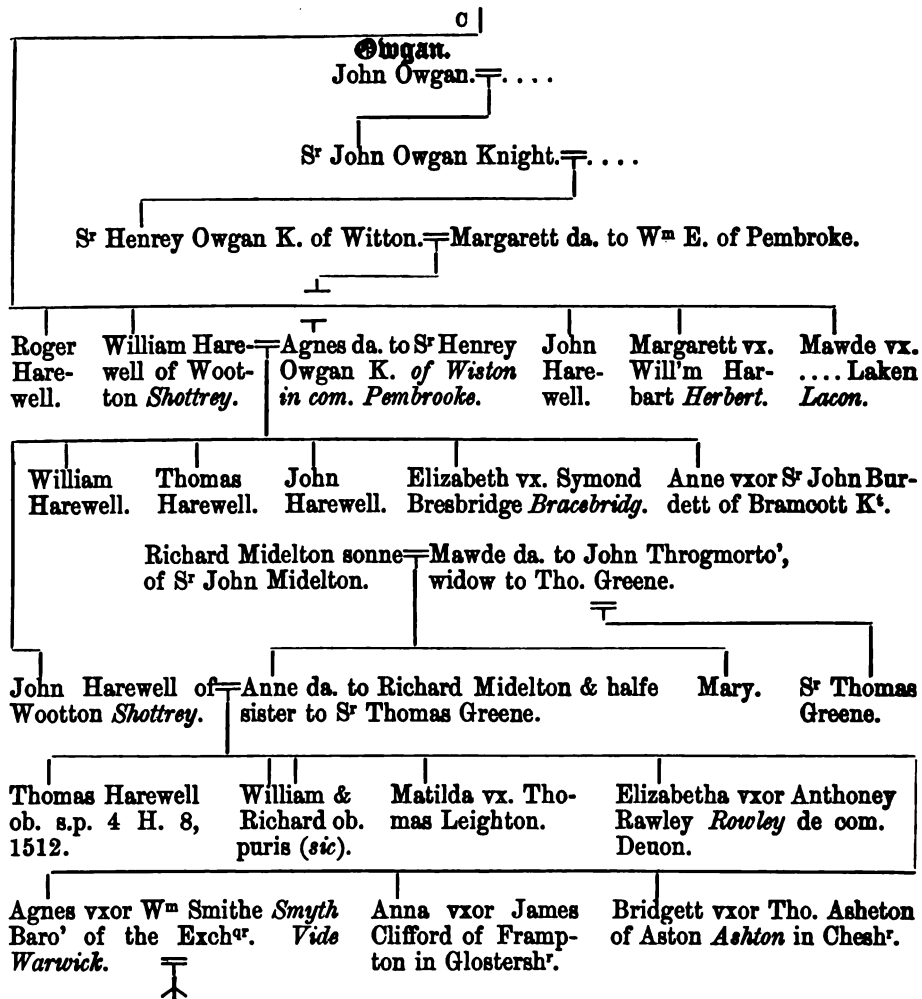 C
Owgan.
John Owgan.=. . . .
Sʳ John Owgan Knight.=. . . .
Sʳ Henrey Owgan K. of Witton.=Margarett da. to Wᵐ E. of Pembroke.
Roger
Hare-
well.
William Hare-
well of Woot-
ton Shottrey.
=Agnes da. to Sʳ Henrey
Owgan K. of Wiston
in com. Pembrooke.
John
Hare-
well.
Margarett vx.
Will'm Har-
bart Herbert.
Mawde vx.
. . . . Laken
Lacon.
William
Harewell.
Thomas
Harewell.
John
Harewell.
Elizabeth vx. Symond
Bresbridge Bracebridg.
Anne vxor Sʳ John Bur-
dett of Bramcott Kᵗ.
Richard Midelton sonne
of Sʳ John Midelton.
=Mawde da. to John Throgmorto',
widow to Tho. Greene.
John Harewell of
Wootton Shottrey.
=Anne da. to Richard Midelton & halfe
sister to Sʳ Thomas Greene.
Mary.
Sʳ Thomas
Greene.
Thomas Harewell
ob. s.p. 4 H. 8,
1512.
William &
Richard ob.
puris (sic).
Matilda vx. Tho-
mas Leighton.
Elizabetha vxor Anthoney
Rawley Rowley de com.
Deuon.
Agnes vxor Wᵐ Smithe Smyth
Baro' of the Exchqʳ. Vide
Warwick.
Anna vxor James
Clifford of Framp-
ton in Glostershʳ.
Bridgett vxor Tho. Asheton
of Aston Ashton in Cheshʳ.